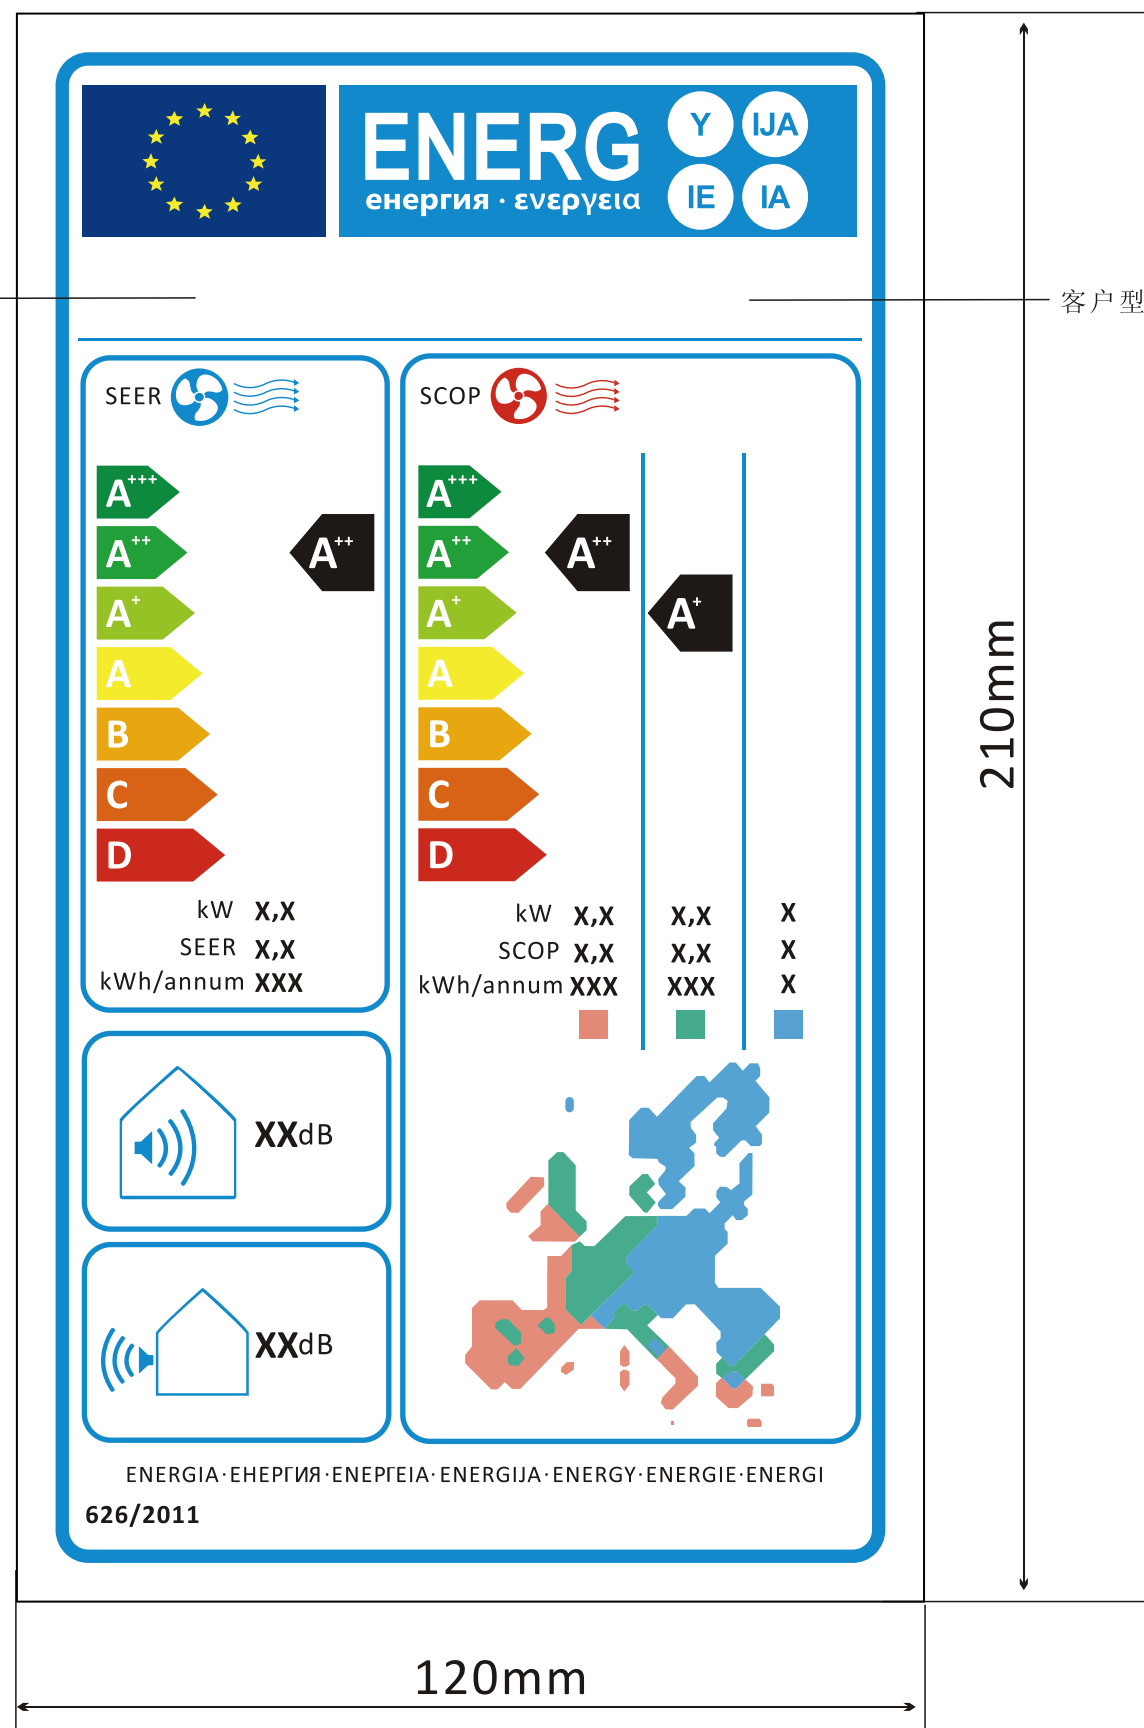 ENERG
енергия · ενεργεια
Y IJA
IE IA
客户型
SEER
A+++
A++
A+
A
B
C
D
A++
kW X,X
SEER X,X
kWh/annum XXX
SCOP
A+++
A++
A+
A
B
C
D
A++
A+
kW X,X X,X X
SCOP X,X X,X X
kWh/annum XXX XXX X
XXdB
XXdB
ENERGIA·ЕНЕРГИЯ·ΕΝΕΡΓΕΙΑ·ENERGIJA·ENERGY·ENERGIE·ENERGI
626/2011
210mm
120mm